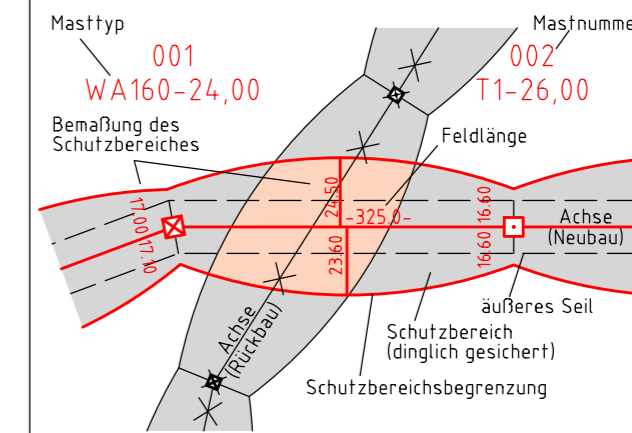 Masttyp
Mastnumme
001
WA160-24,00
002
T1-26,00
Bemaßung des
Schutzbereiches
Feldlänge
17.00
17.10
24.50
23.60
-325.0-
16.60
16.60
Achse
(Neubau)
äußeres Seil
Achse
(Rückbau)
Schutzbereich
(dinglich gesichert)
Schutzbereichsbegrenzung